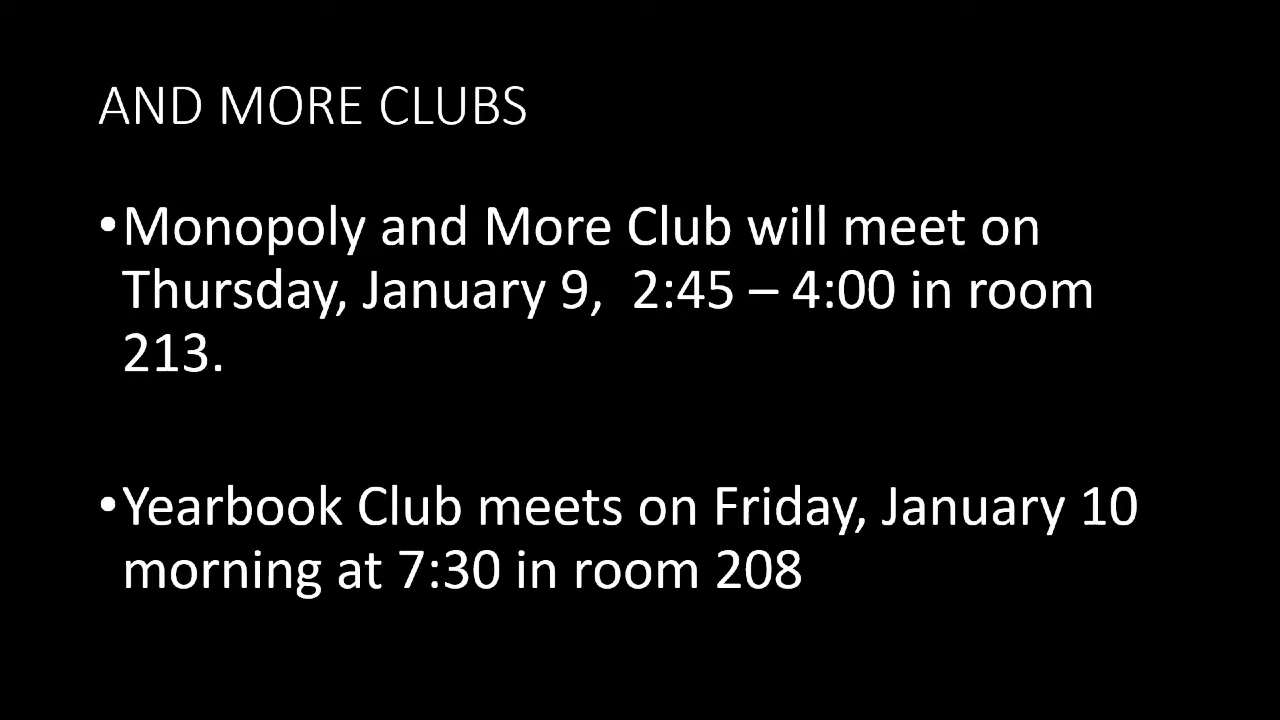 AND MORE CLUBS
•Monopoly and More Club will meet on
Thursday, January 9,  2:45 – 4:00 in room
213.
•Yearbook Club meets on Friday, January 10
morning at 7:30 in room 208